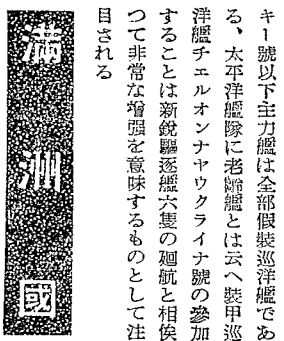 キー號以下主力艦は全部假裝巡洋艦であ
る、太平洋艦隊に老齡艦とは云へ裝甲巡
洋艦チエルオンナヤウクライナ號の參加
することは新銳驅逐艦六隻の廻航と相俟
つて非常な增强を意味するものとして注
目される
滿洲國